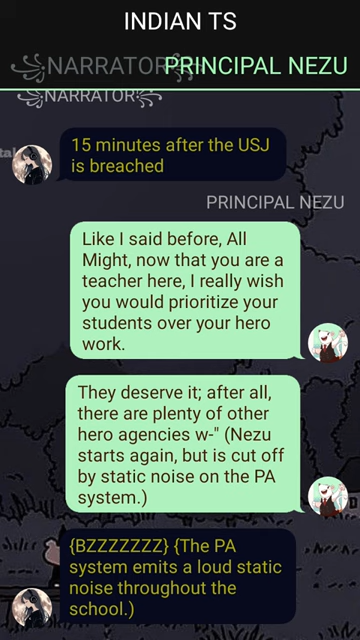 INDIAN TS
꧁NARRATOR꧂ PRINCIPAL NEZU
꧁NARRATOR꧂
15 minutes after the USJ
is breached
PRINCIPAL NEZU
Like I said before, All
Might, now that you are a
teacher here, I really wish
you would prioritize your
students over your hero
work.
They deserve it; after all,
there are plenty of other
hero agencies w-" (Nezu
starts again, but is cut off
by static noise on the PA
system.)
{BZZZZZZZ} {The PA
system emits a loud static
noise throughout the
school.)